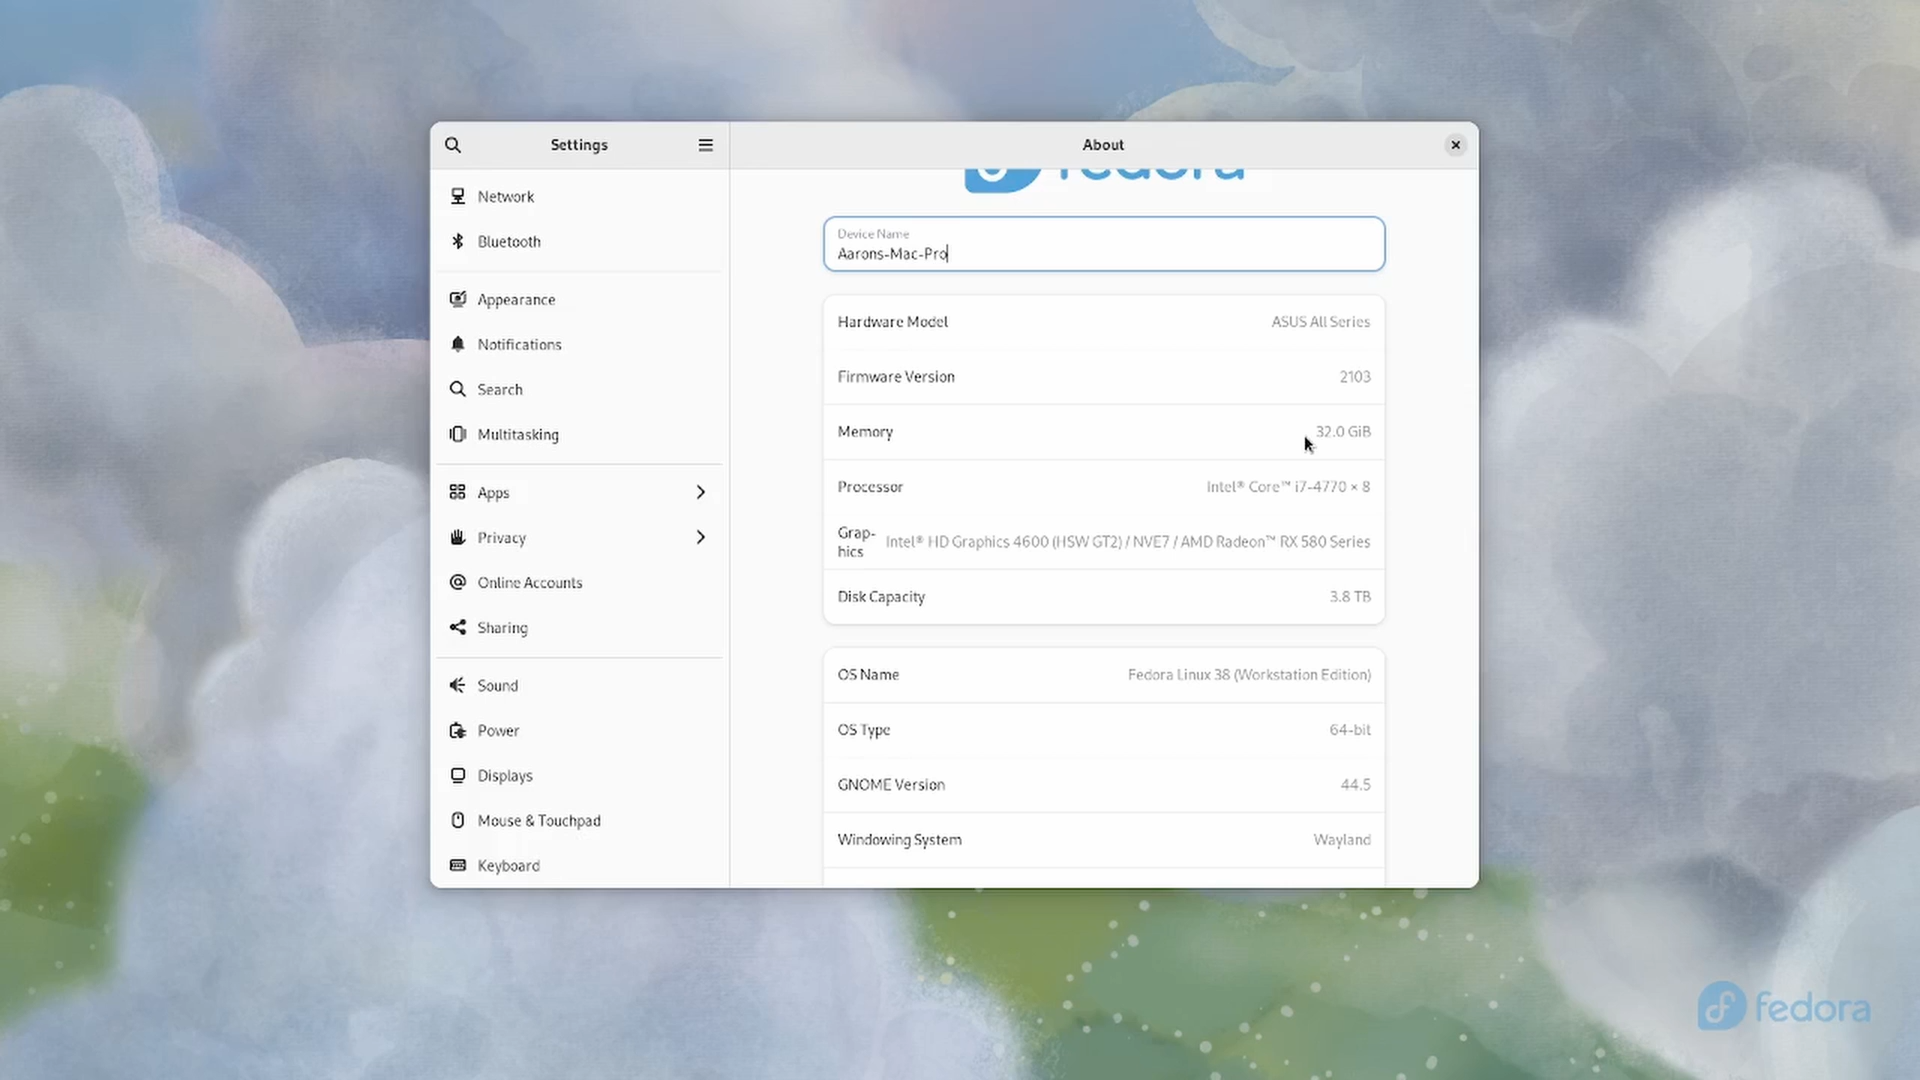 Settings
About
fedora
Network
Bluetooth
Appearance
Notifications
Search
Multitasking
Apps
Privacy
Online Accounts
Sharing
Sound
Power
Displays
Mouse & Touchpad
Keyboard
Device Name
Aarons-Mac-Pro
Hardware Model ASUS All Series
Firmware Version 2103
Memory 32.0 GiB
Processor Intel® Core™ i7-4770 × 8
Grap-
hics Intel® HD Graphics 4600 (HSW GT2) / NVE7 / AMD Radeon™ RX 580 Series
Disk Capacity 3.8 TB
OS Name Fedora Linux 38 (Workstation Edition)
OS Type 64-bit
GNOME Version 44.5
Windowing System Wayland
fedora